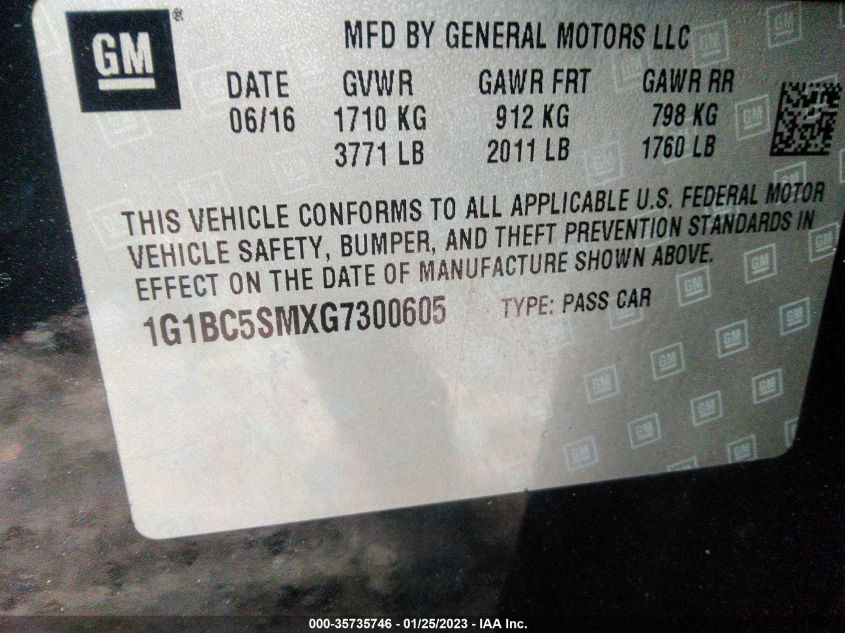 GM®
MFD BY GENERAL MOTORS LLC
DATE GVWR GAWR FRT GAWR RR
06/16 1710 KG 912 KG 798 KG
3771 LB 2011 LB 1760 LB
THIS VEHICLE CONFORMS TO ALL APPLICABLE U.S. FEDERAL MOTOR
VEHICLE SAFETY, BUMPER, AND THEFT PREVENTION STANDARDS IN
EFFECT ON THE DATE OF MANUFACTURE SHOWN ABOVE.
1G1BC5SMXG7300605 TYPE: PASS CAR
000-35735746 - 01/25/2023 - IAA Inc.